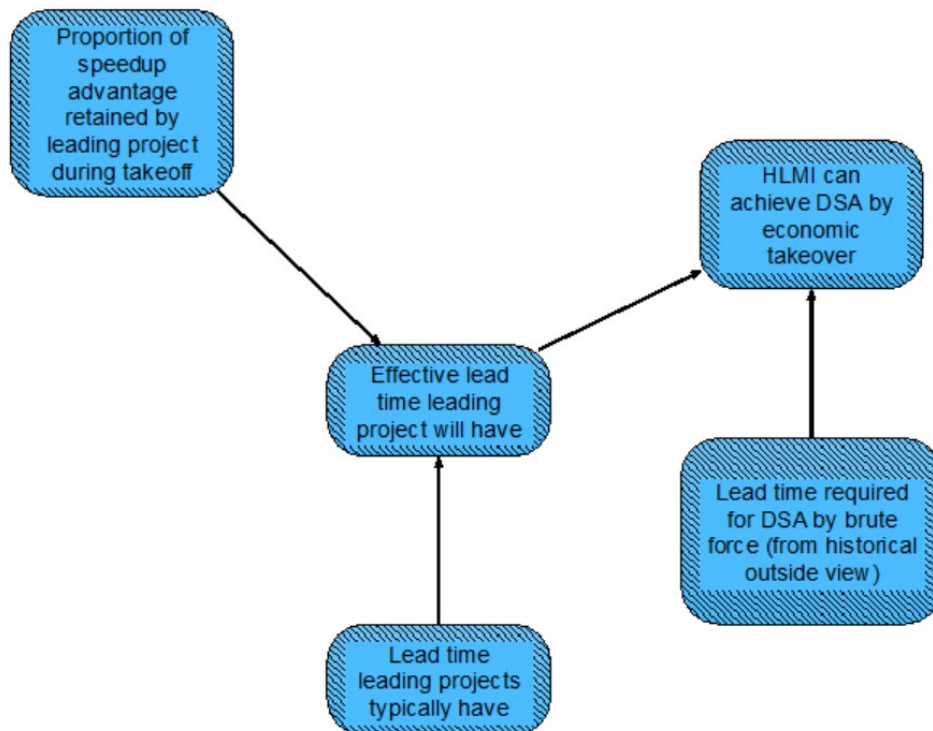 Proportion of
speedup
advantage
retained by
leading project
during takeoff
HLMI can
achieve DSA by
economic
takeover
Effective lead
time leading
project will have
Lead time required
for DSA by brute
force (from historical
outside view)
Lead time
leading projects
typically have